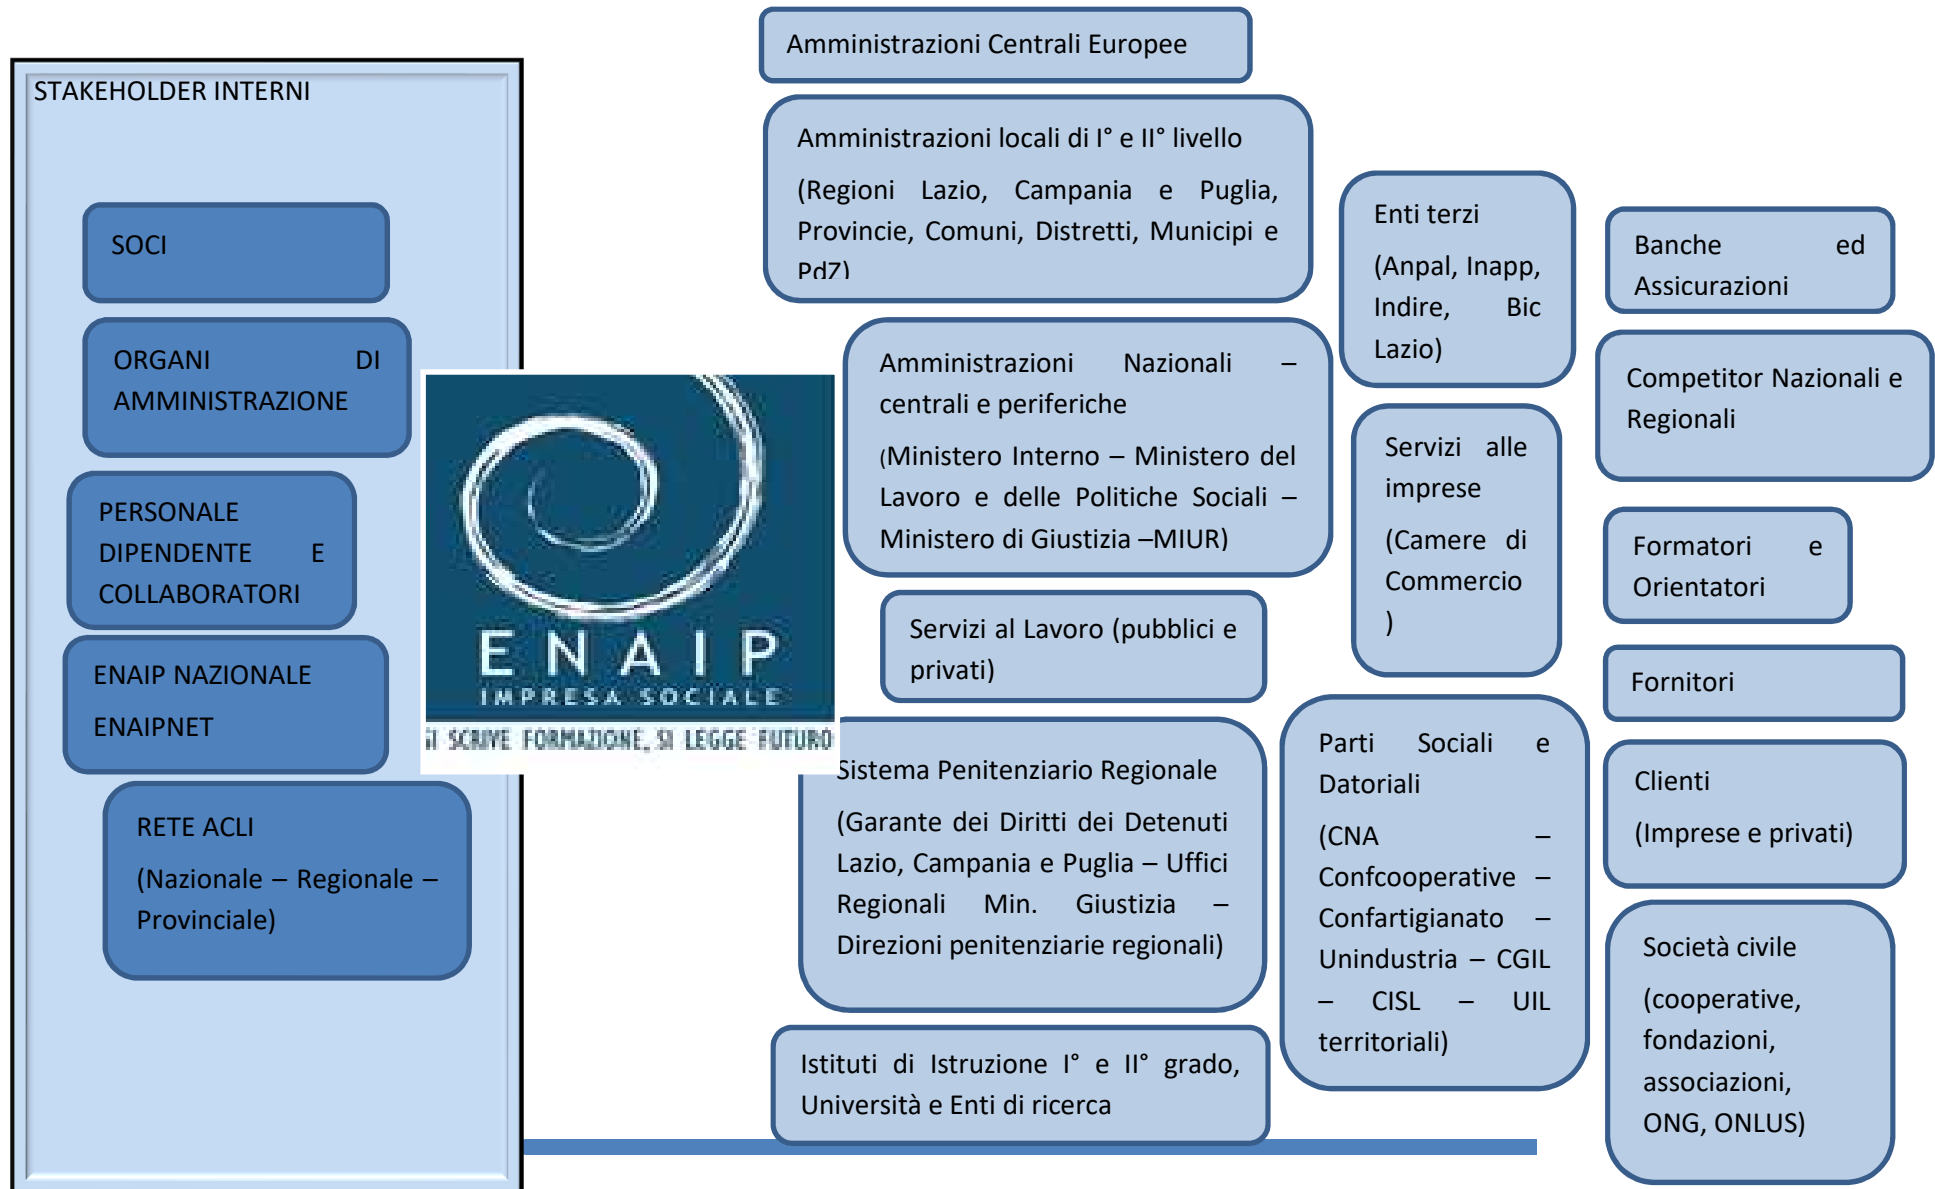 STAKEHOLDER INTERNI
SOCI
ORGANI DI
AMMINISTRAZIONE
PERSONALE
DIPENDENTE E
COLLABORATORI
ENAIP NAZIONALE
ENAIPNET
RETE ACLI
(Nazionale – Regionale –
Provinciale)
ENAIP
IMPRESA SOCIALE
SI SCRIVE FORMAZIONE, SI LEGGE FUTURO
Amministrazioni Centrali Europee
Amministrazioni locali di I° e II° livello
(Regioni Lazio, Campania e Puglia,
Provincie, Comuni, Distretti, Municipi e
PdZ)
Amministrazioni Nazionali –
centrali e periferiche
(Ministero Interno – Ministero del
Lavoro e delle Politiche Sociali –
Ministero di Giustizia –MIUR)
Servizi al Lavoro (pubblici e
privati)
Sistema Penitenziario Regionale
(Garante dei Diritti dei Detenuti
Lazio, Campania e Puglia – Uffici
Regionali Min. Giustizia –
Direzioni penitenziarie regionali)
Istituti di Istruzione I° e II° grado,
Università e Enti di ricerca
Enti terzi
(Anpal, Inapp,
Indire, Bic
Lazio)
Servizi alle
imprese
(Camere di
Commercio
)
Parti Sociali e
Datoriali
(CNA –
Confcooperative –
Confartigianato –
Unindustria – CGIL
– CISL – UIL
territoriali)
Banche ed
Assicurazioni
Competitor Nazionali e
Regionali
Formatori e
Orientatori
Fornitori
Clienti
(Imprese e privati)
Società civile
(cooperative,
fondazioni,
associazioni,
ONG, ONLUS)